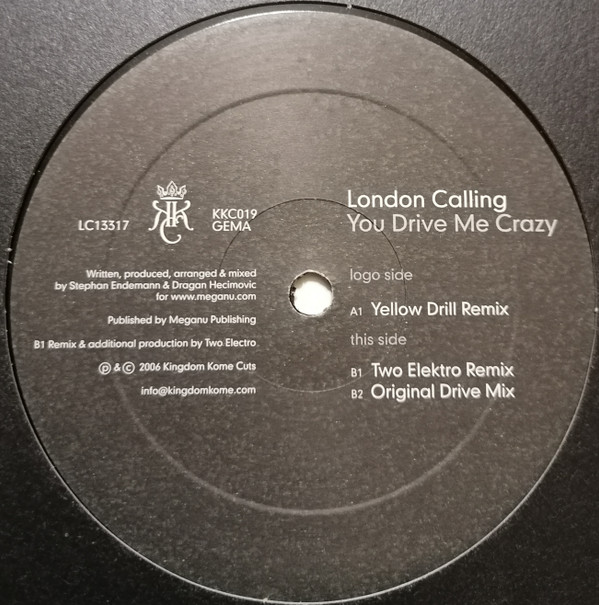 LC13317
KKC
KKC019
GEMA
Written, produced, arranged & mixed
by Stephan Endemann & Dragan Hecimovic
for www.meganu.com
Published by Meganu Publishing
B1 Remix & additional production by Two Electro
Ⓟ & © 2006 Kingdom Kome Cuts
info@kingdomkome.com
London Calling
You Drive Me Crazy
logo side
A1 Yellow Drill Remix
this side
B1 Two Elektro Remix
B2 Original Drive Mix